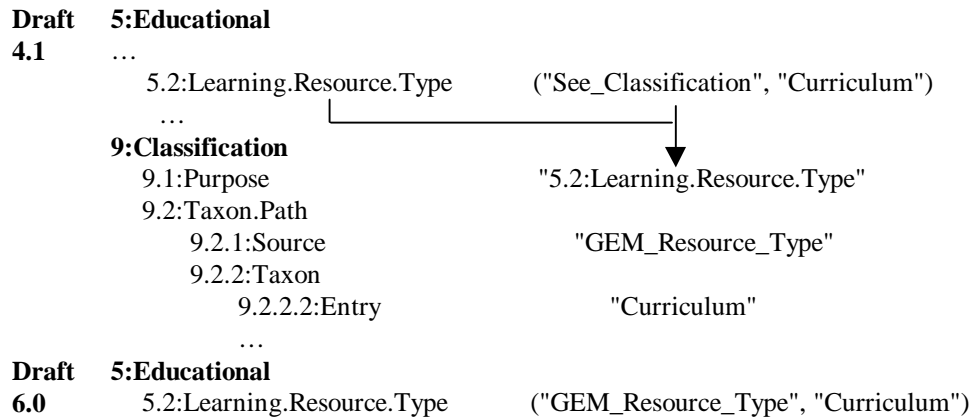 Draft 5:Educational
4.1 …
5.2:Learning.Resource.Type ("See_Classification", "Curriculum")
…
9:Classification
9.1:Purpose "5.2:Learning.Resource.Type"
9.2:Taxon.Path
9.2.1:Source "GEM_Resource_Type"
9.2.2:Taxon
9.2.2.2:Entry "Curriculum"
…
Draft 5:Educational
6.0 5.2:Learning.Resource.Type ("GEM_Resource_Type", "Curriculum")